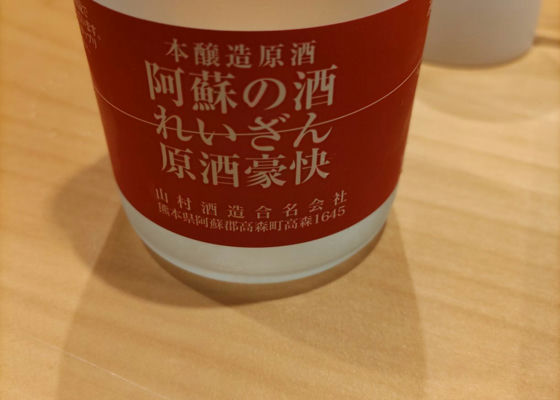 本醸造原酒
阿蘇の酒
れいざん
原酒豪快
山村酒造合名会社
熊本県阿蘇郡高森町高森1645